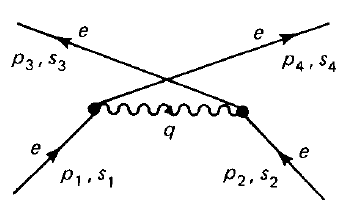 e e
p₃, s₃ p₄, s₄
q
e e
p₁, s₁ p₂, s₂